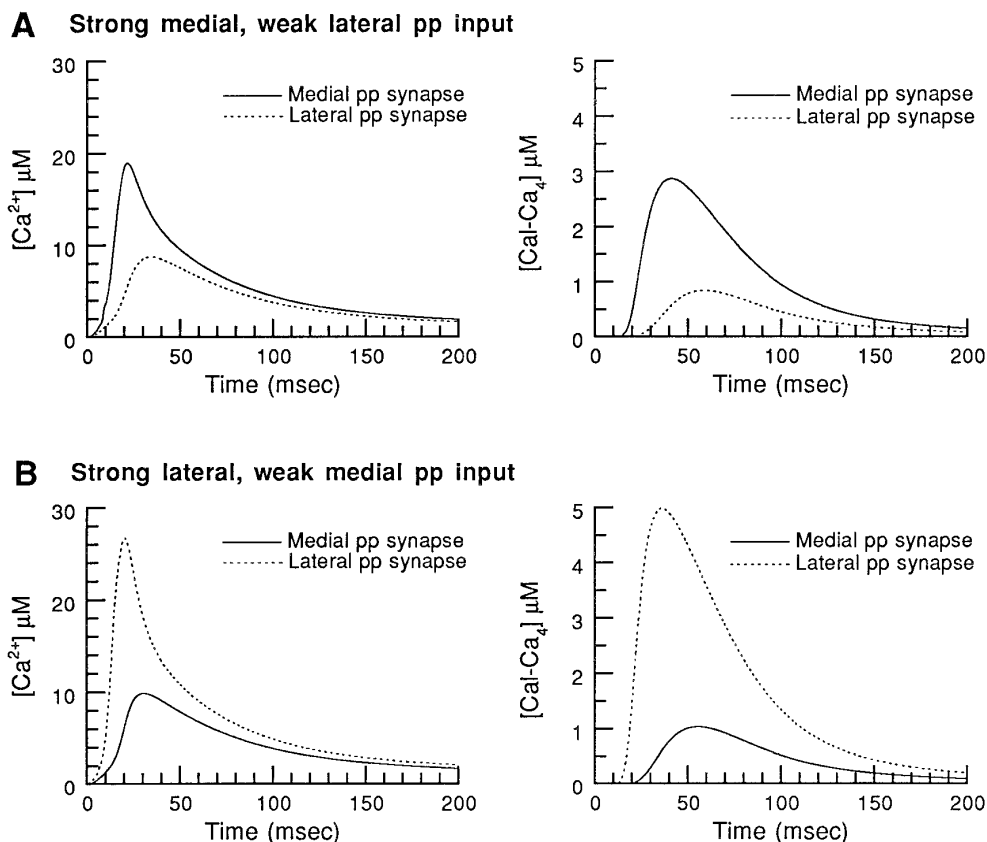 A Strong medial, weak lateral pp input
30
20
10
0
[Ca2+] µM
Medial pp synapse
Lateral pp synapse
0 50 100 150 200
Time (msec)
5
4
3
2
1
0
[Cal-Ca4] µM
Medial pp synapse
Lateral pp synapse
0 50 100 150 200
Time (msec)
B Strong lateral, weak medial pp input
30
20
10
0
[Ca2+] µM
Medial pp synapse
Lateral pp synapse
0 50 100 150 200
Time (msec)
5
4
3
2
1
0
[Cal-Ca4] µM
Medial pp synapse
Lateral pp synapse
0 50 100 150 200
Time (msec)